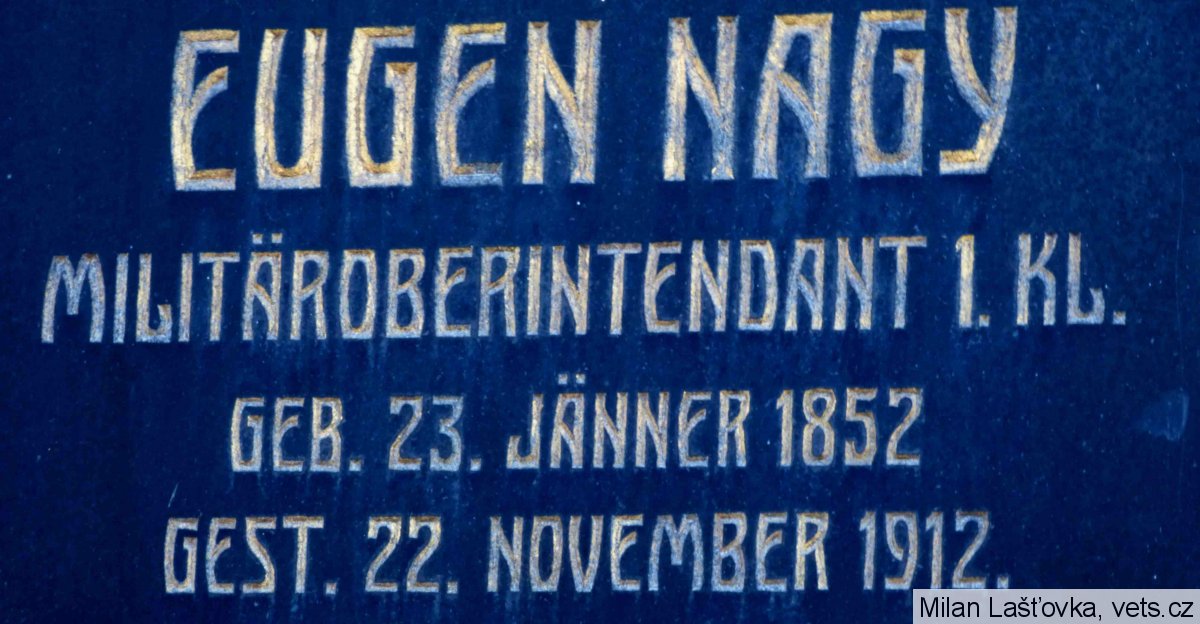 EUGEN NAGY
MILITÄROBERINTENDANT 1. KL.
GEB. 23. JÄNNER 1852
GEST. 22. NOVEMBER 1912.
Milan Lašťovka, vets.cz